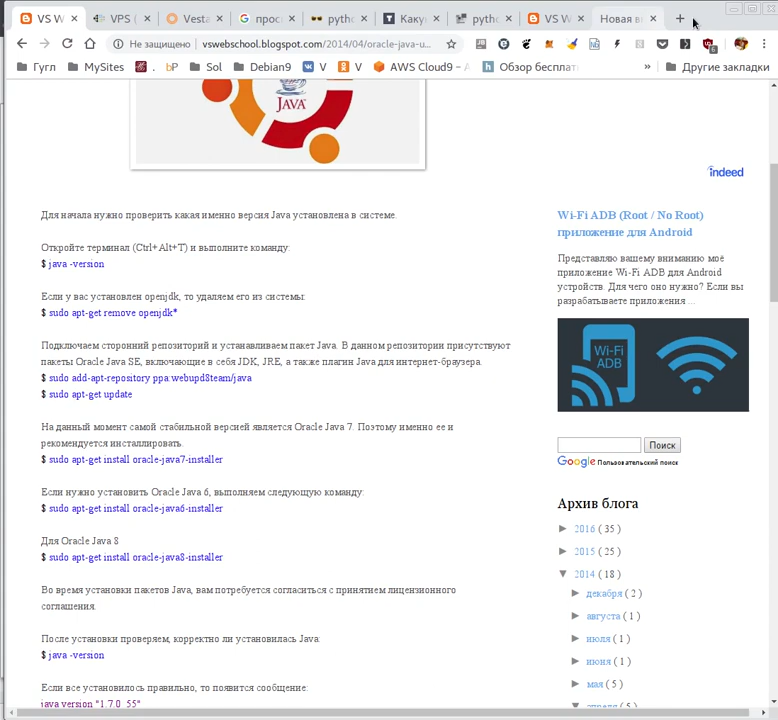 VS W
VPS (
Vesta
прос
pytho
Каку
pytho
VS W
Новая в
Не защищено
vswebschool.blogspot.com/2014/04/oracle-java-u...
Гугл
MySites
.
bP
Sol
Debian9
V
V
AWS Cloud9 – A
Обзор бесплат
»
Другие закладки
JAVA
indeed
Для начала нужно проверить какая именно версия Java установлена в системе.
Откройте терминал (Ctrl+Alt+T) и выполните команду:
$ java -version
Если у вас установлен openjdk, то удаляем его из системы:
$ sudo apt-get remove openjdk*
Подключаем сторонний репозиторий и устанавливаем пакет Java. В данном репозитории присутствуют
пакеты Oracle Java SE, включающие в себя JDK, JRE, а также плагин Java для интернет-браузера.
$ sudo add-apt-repository ppa:webupd8team/java
$ sudo apt-get update
На данный момент самой стабильной версией является Oracle Java 7. Поэтому именно ее и
рекомендуется инсталлировать.
$ sudo apt-get install oracle-java7-installer
Если нужно установить Oracle Java 6, выполняем следующую команду:
$ sudo apt-get install oracle-java6-installer
Для Oracle Java 8
$ sudo apt-get install oracle-java8-installer
Во время установки пакетов Java, вам потребуется согласиться с принятием лицензионного
соглашения.
После установки проверяем, корректно ли установилась Java:
$ java -version
Если все установилось правильно, то появится сообщение:
java version "1.7.0_55"
Wi-Fi ADB (Root / No Root)
приложение для Android
Представляю вашему вниманию моё
приложение Wi-Fi ADB для Android
устройств. Для чего оно нужно? Если вы
разрабатываете приложения ...
Wi-Fi
ADB
Поиск
Google Пользовательский поиск
Архив блога
► 2016 ( 35 )
► 2015 ( 25 )
▼ 2014 ( 18 )
► декабря ( 2 )
► августа ( 1 )
► июля ( 1 )
► июня ( 1 )
► мая ( 5 )
▼ апреля ( 5 )